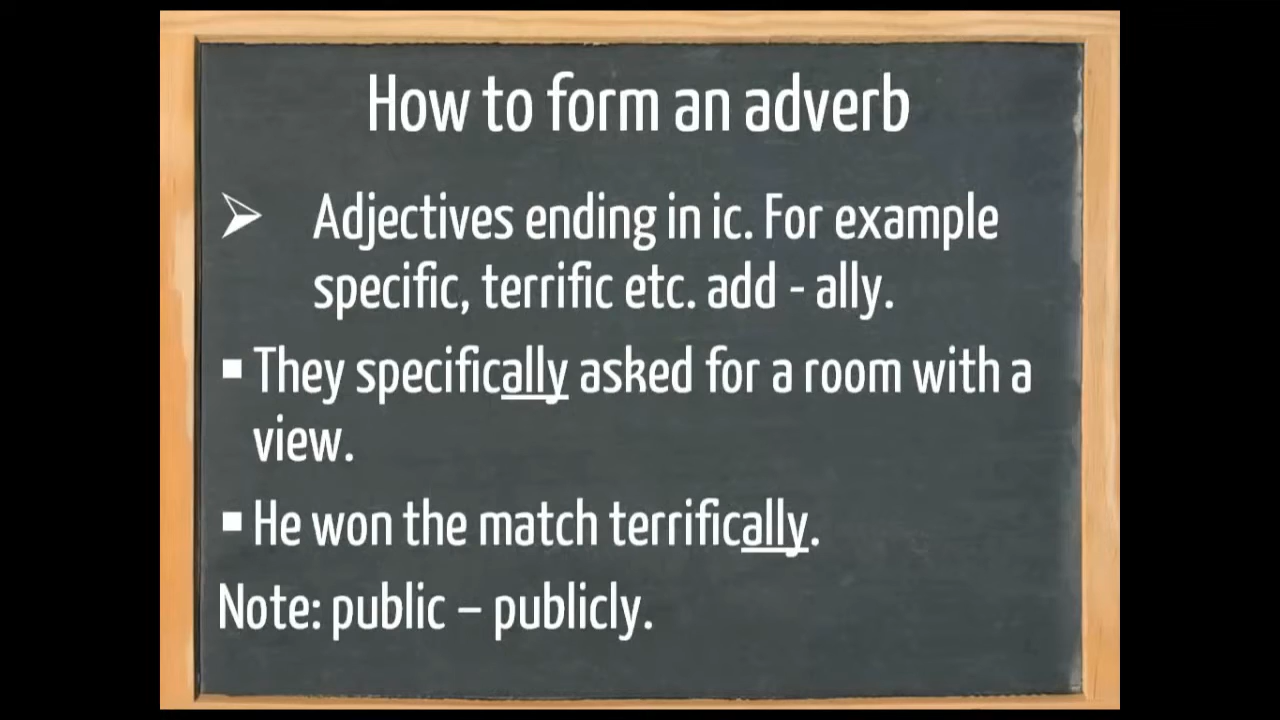 How to form an adverb
➢ Adjectives ending in ic. For example
specific, terrific etc. add - ally.
▪ They specifically asked for a room with a
view.
▪ He won the match terrifically.
Note: public – publicly.